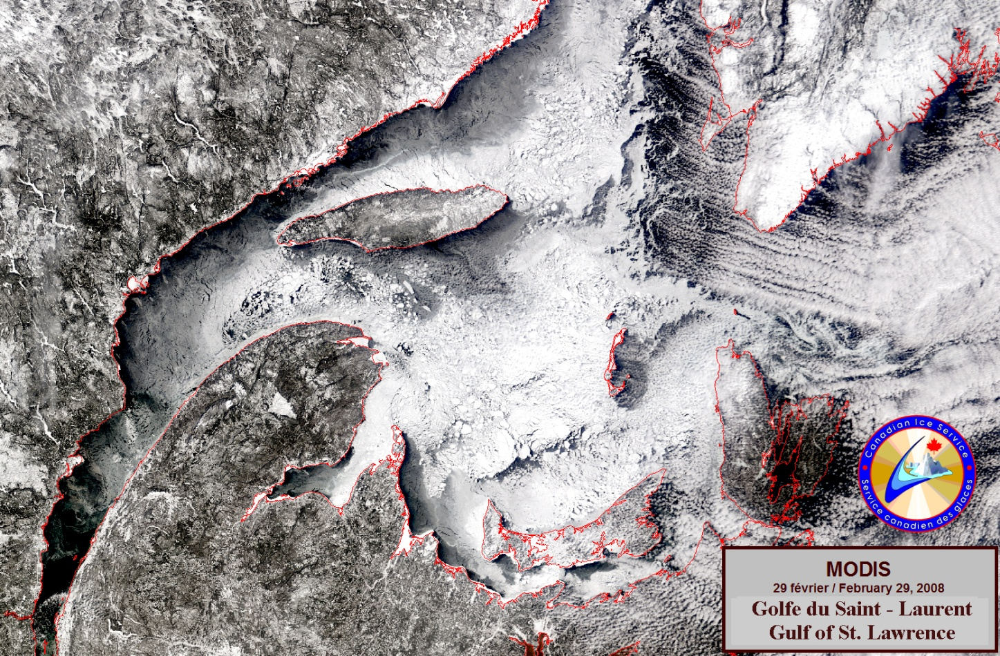 Canadian Ice Service
Service canadien des glaces
MODIS
29 février / February 29, 2008
Golfe du Saint - Laurent
Gulf of St. Lawrence